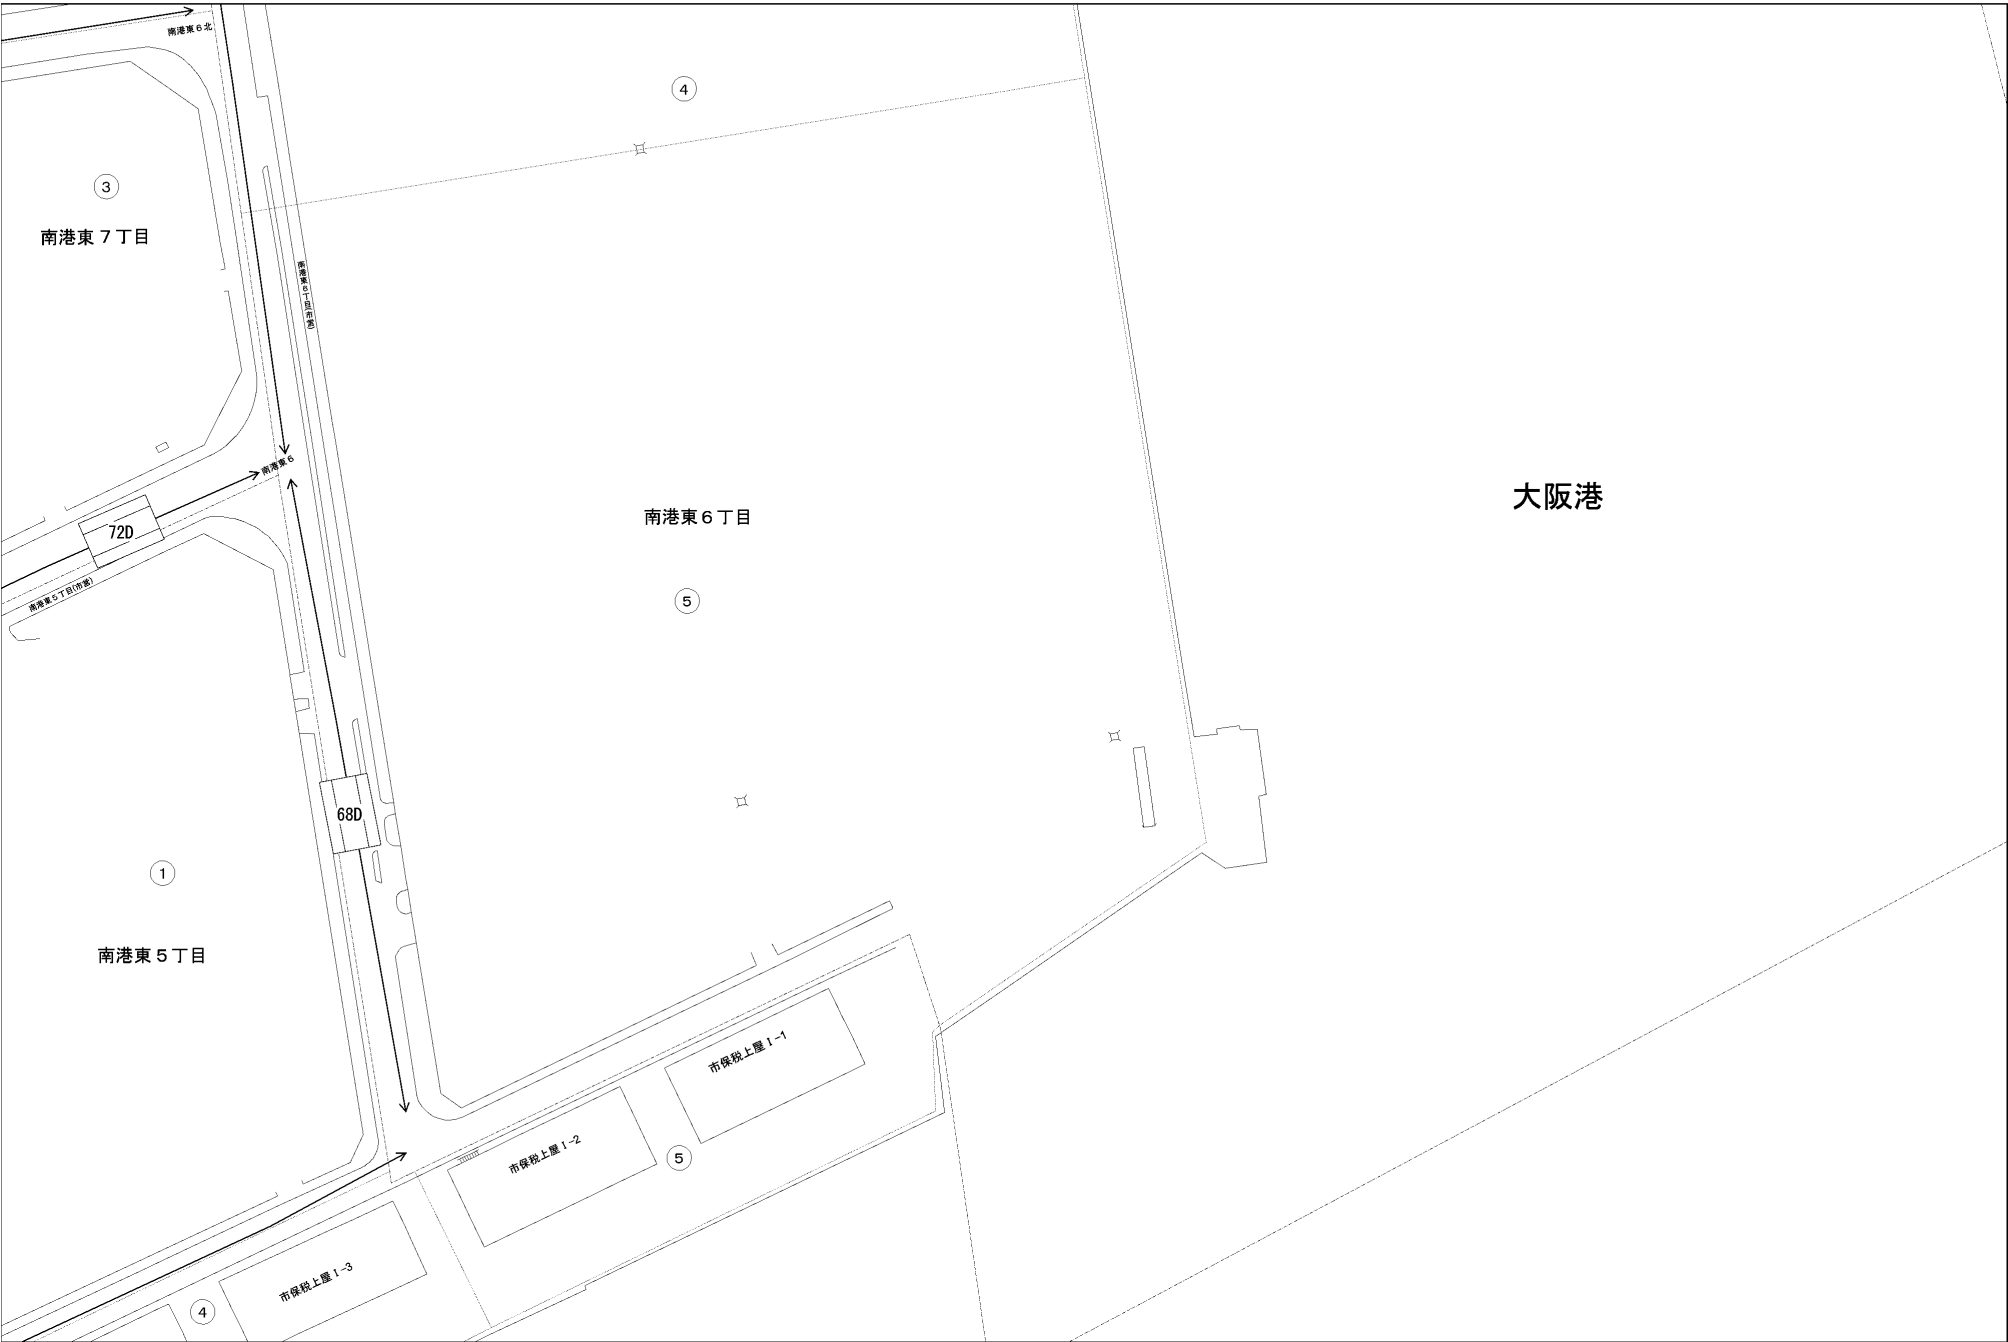 南港東６北
④
③
南港東７丁目
南港東６丁目(市営)
南港東６
南港東６丁目
大阪港
72D
南港東５丁目(市営)
⑤
68D
①
南港東５丁目
市保税上屋Ｉ-1
市保税上屋Ｉ-2
⑤
市保税上屋Ｉ-3
④